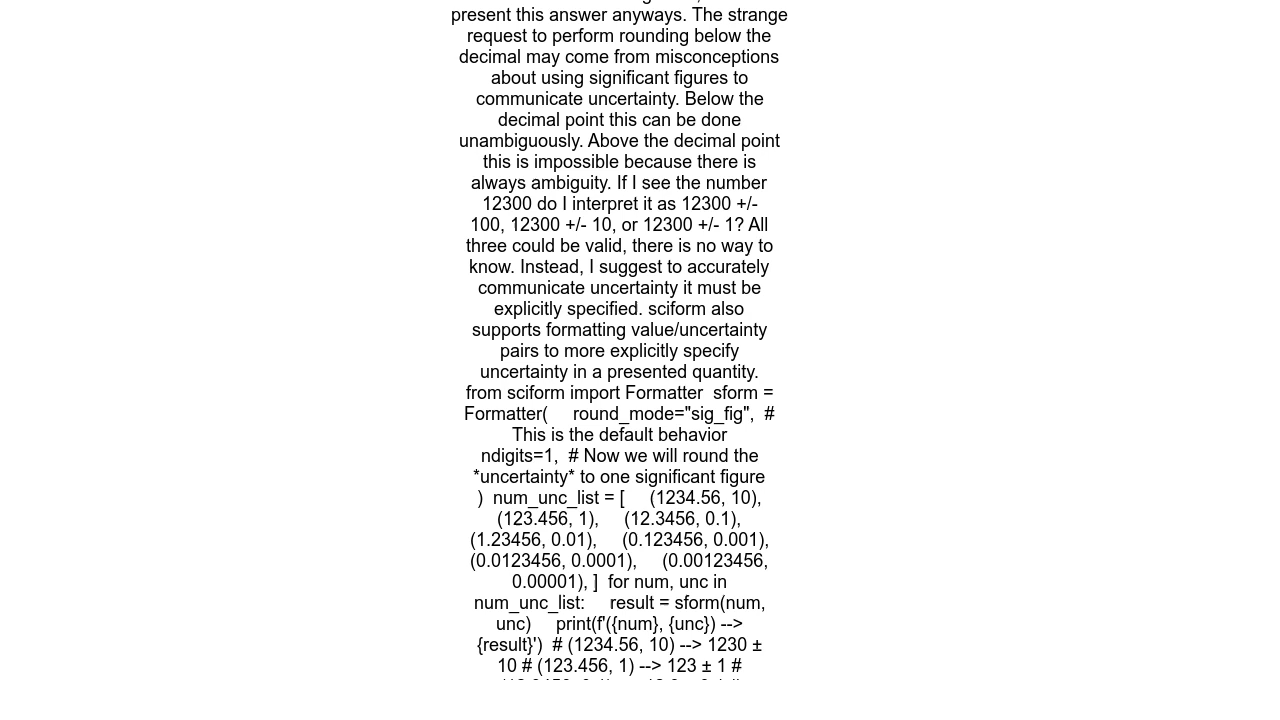 present this answer anyways. The strange
request to perform rounding below the
decimal may come from misconceptions
about using significant figures to
communicate uncertainty. Below the
decimal point this can be done
unambiguously. Above the decimal point
this is impossible because there is
always ambiguity. If I see the number
12300 do I interpret it as 12300 +/-
100, 12300 +/- 10, or 12300 +/- 1? All
three could be valid, there is no way to
know. Instead, I suggest to accurately
communicate uncertainty it must be
explicitly specified. sciform also
supports formatting value/uncertainty
pairs to more explicitly specify
uncertainty in a presented quantity.
from sciform import Formatter  sform =
Formatter(     round_mode="sig_fig",  #
This is the default behavior
ndigits=1,  # Now we will round the
*uncertainty* to one significant figure
)  num_unc_list = [     (1234.56, 10),
(123.456, 1),     (12.3456, 0.1),
(1.23456, 0.01),     (0.123456, 0.001),
(0.0123456, 0.0001),     (0.00123456,
0.00001), ]  for num, unc in
num_unc_list:     result = sform(num,
unc)     print(f'({num}, {unc}) -->
{result}')  # (1234.56, 10) --> 1230 ±
10 # (123.456, 1) --> 123 ± 1 #